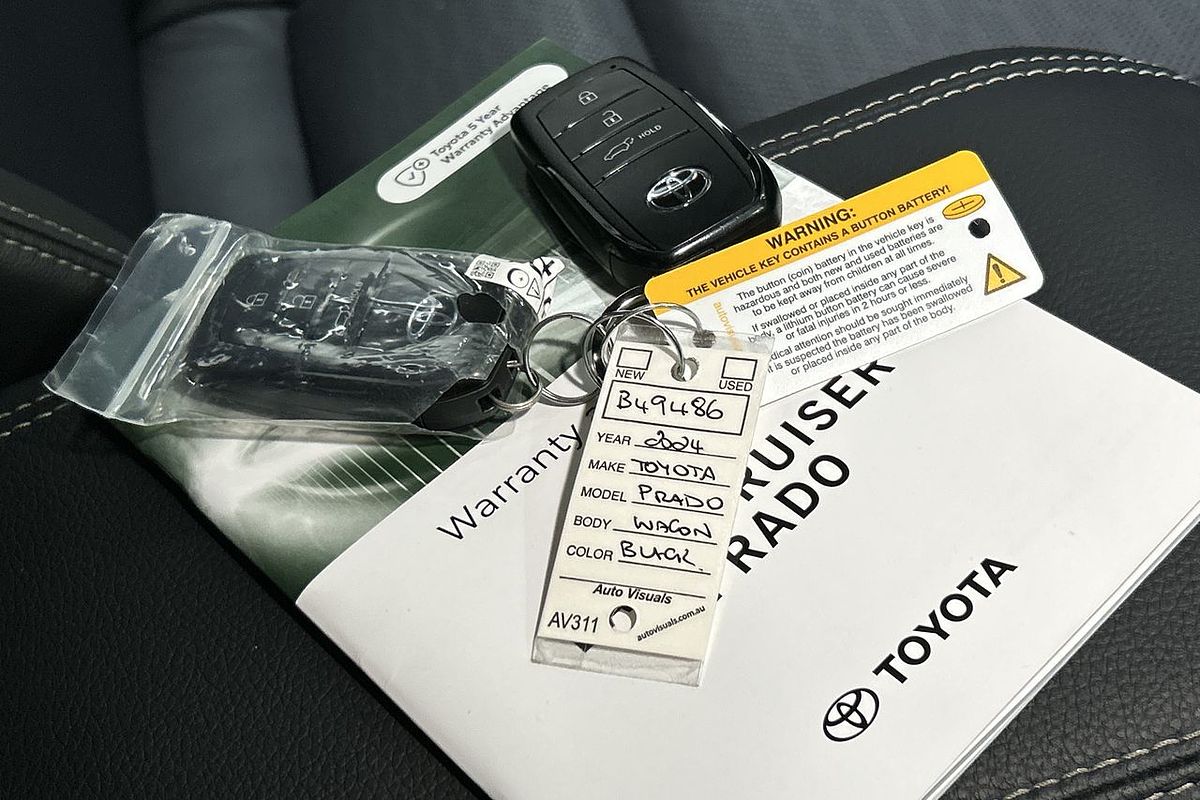 Toyota 5 Year
Warranty Advantage
HOLD
WARNING:
THE VEHICLE KEY CONTAINS A BUTTON BATTERY!
The button (coin) battery in the vehicle key is
hazardous and both new and used batteries are
to be kept away from children at all times.
If swallowed or placed inside any part of the
body, a lithium button battery can cause severe
or fatal injuries in 2 hours or less.
dical attention should be sought immediately
it is suspected the battery has been swallowed
or placed inside any part of the body.
autovisu
NEW
USED
B49486
YEAR 2024
MAKE TOYOTA
MODEL PRADO
BODY WAGON
COLOR BLACK.
Auto Visuals
AV311
autovisuals.com.au
Warranty
RUISER
RADO
TOYOTA